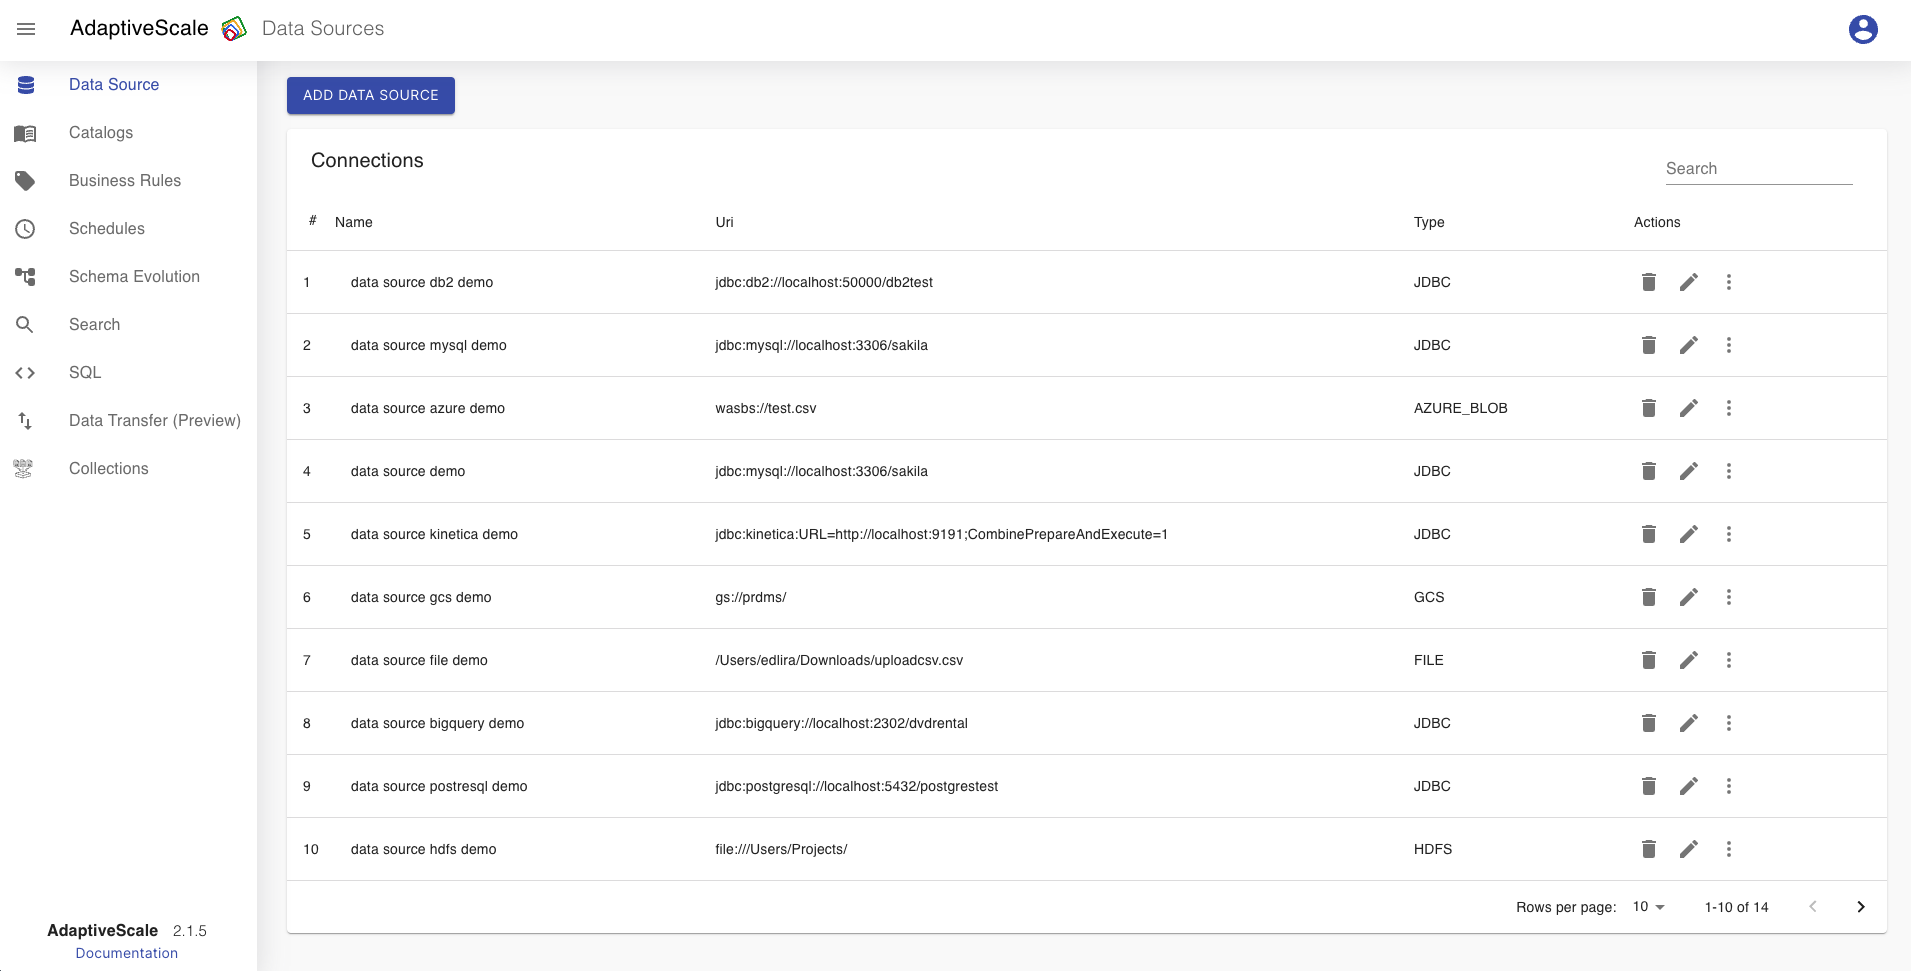 AdaptiveScale Data Sources
Data Source
Catalogs
Business Rules
Schedules
Schema Evolution
Search
SQL
Data Transfer (Preview)
Collections
AdaptiveScale 2.1.5
Documentation
ADD DATA SOURCE
Connections
Search
# Name Uri Type Actions
1 data source db2 demo jdbc:db2://localhost:50000/db2test JDBC
2 data source mysql demo jdbc:mysql://localhost:3306/sakila JDBC
3 data source azure demo wasbs://test.csv AZURE_BLOB
4 data source demo jdbc:mysql://localhost:3306/sakila JDBC
5 data source kinetica demo jdbc:kinetica:URL=http://localhost:9191;CombinePrepareAndExecute=1 JDBC
6 data source gcs demo gs://prdms/ GCS
7 data source file demo /Users/edlira/Downloads/uploadcsv.csv FILE
8 data source bigquery demo jdbc:bigquery://localhost:2302/dvdrental JDBC
9 data source postresql demo jdbc:postgresql://localhost:5432/postgrestest JDBC
10 data source hdfs demo file:///Users/Projects/ HDFS
Rows per page: 10 1-10 of 14